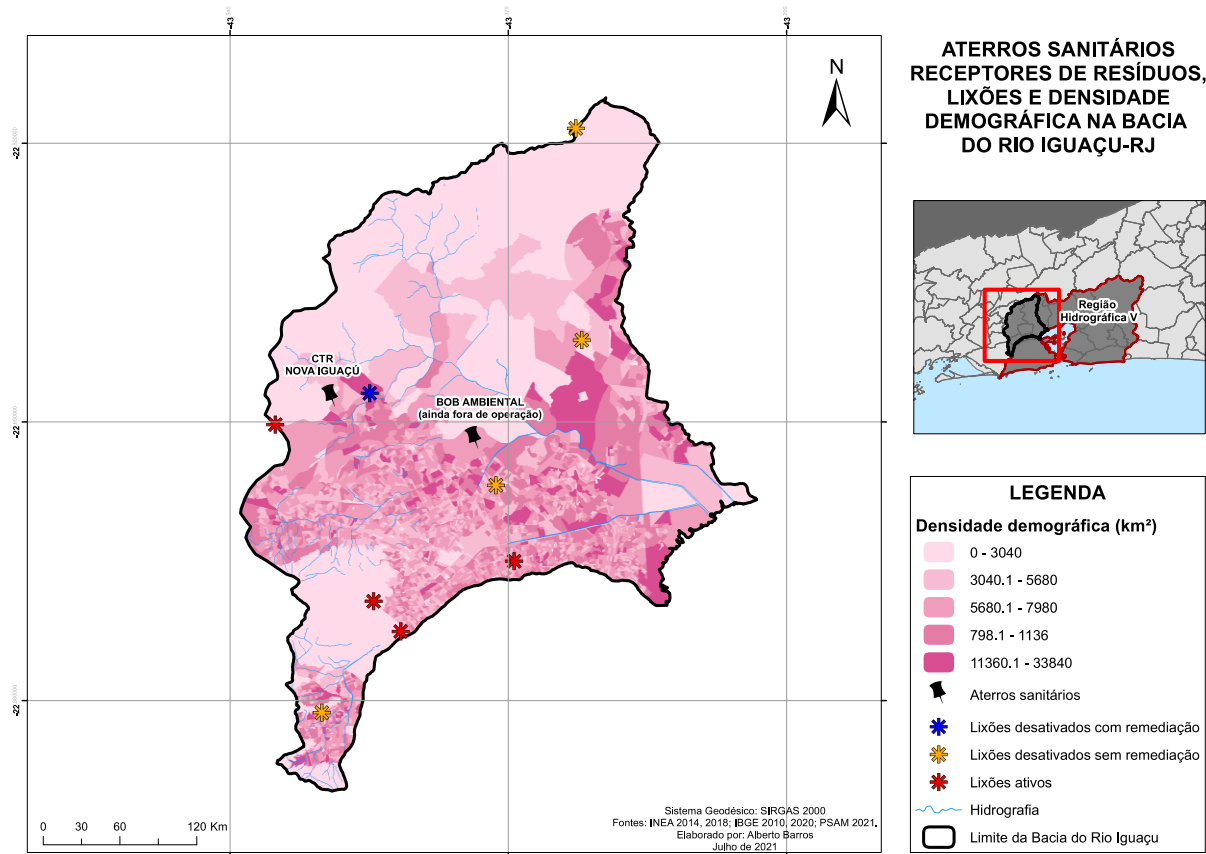 ATERROS SANITÁRIOS
RECEPTORES DE RESÍDUOS,
LIXÕES E DENSIDADE
DEMOGRÁFICA NA BACIA
DO RIO IGUAÇU-RJ
N
CTR
NOVA IGUAÇÚ
BOB AMBIENTAL
(ainda fora de operação)
Região
Hidrográfica V
LEGENDA
Densidade demográfica (km²)
0 - 3040
3040.1 - 5680
5680.1 - 7980
798.1 - 1136
11360.1 - 33840
Aterros sanitários
Lixões desativados com remediação
Lixões desativados sem remediação
Lixões ativos
Hidrografia
Limite da Bacia do Rio Iguaçu
0 30 60 120 Km
Sistema Geodésico: SIRGAS 2000
Fontes: INEA 2014, 2018; IBGE 2010, 2020; PSAM 2021.
Elaborado por: Alberto Barros
Julho de 2021
-43
-43
-43
-22
-22
-22